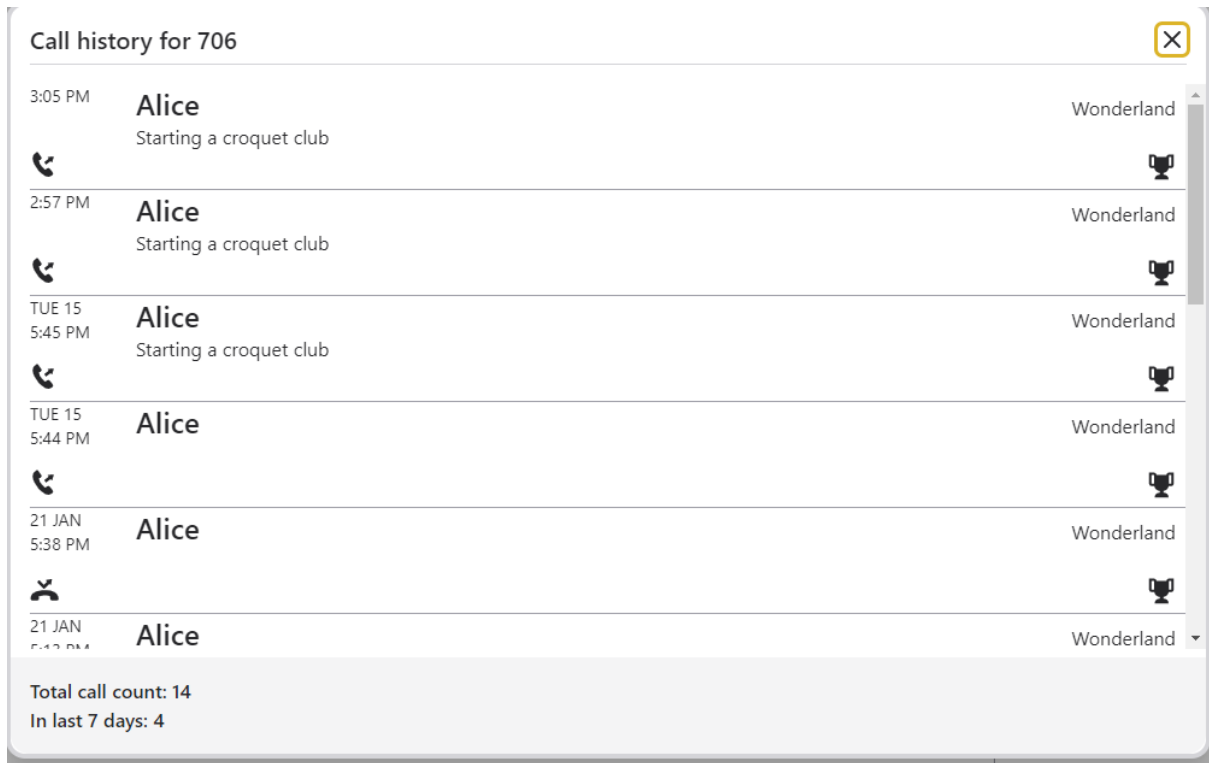 Call history for 706
3:05 PM
Alice
Wonderland
Starting a croquet club
2:57 PM
Alice
Wonderland
Starting a croquet club
TUE 15
5:45 PM
Alice
Wonderland
Starting a croquet club
TUE 15
5:44 PM
Alice
Wonderland
21 JAN
5:38 PM
Alice
Wonderland
21 JAN
Alice
Wonderland
Total call count: 14
In last 7 days: 4